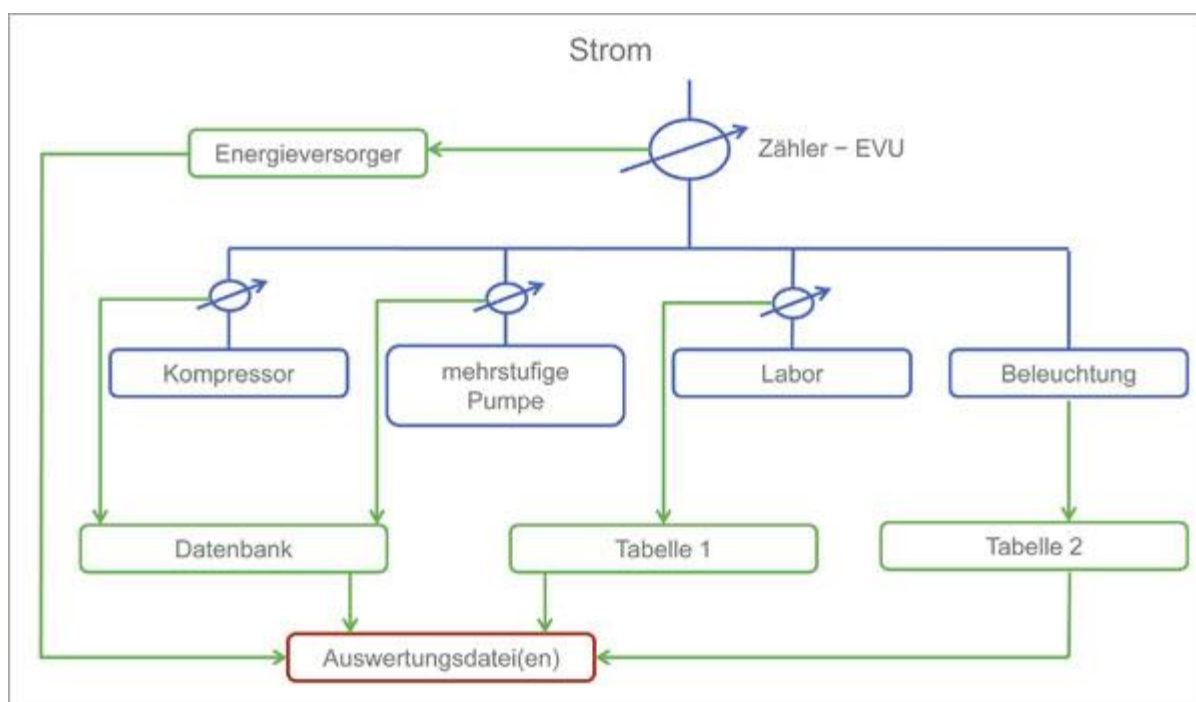 Strom
Energieversorger
Zähler − EVU
Kompressor
mehrstufige
Pumpe
Labor
Beleuchtung
Datenbank
Tabelle 1
Tabelle 2
Auswertungsdatei(en)